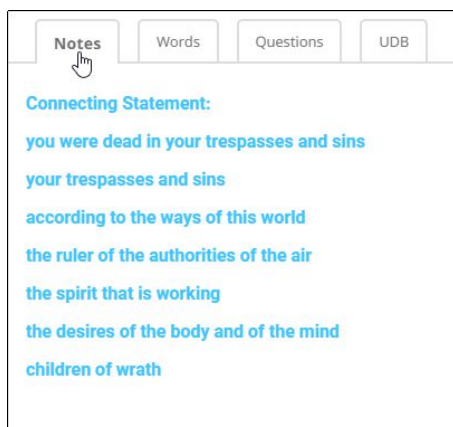 Notes Words Questions UDB
Connecting Statement:
you were dead in your trespasses and sins
your trespasses and sins
according to the ways of this world
the ruler of the authorities of the air
the spirit that is working
the desires of the body and of the mind
children of wrath